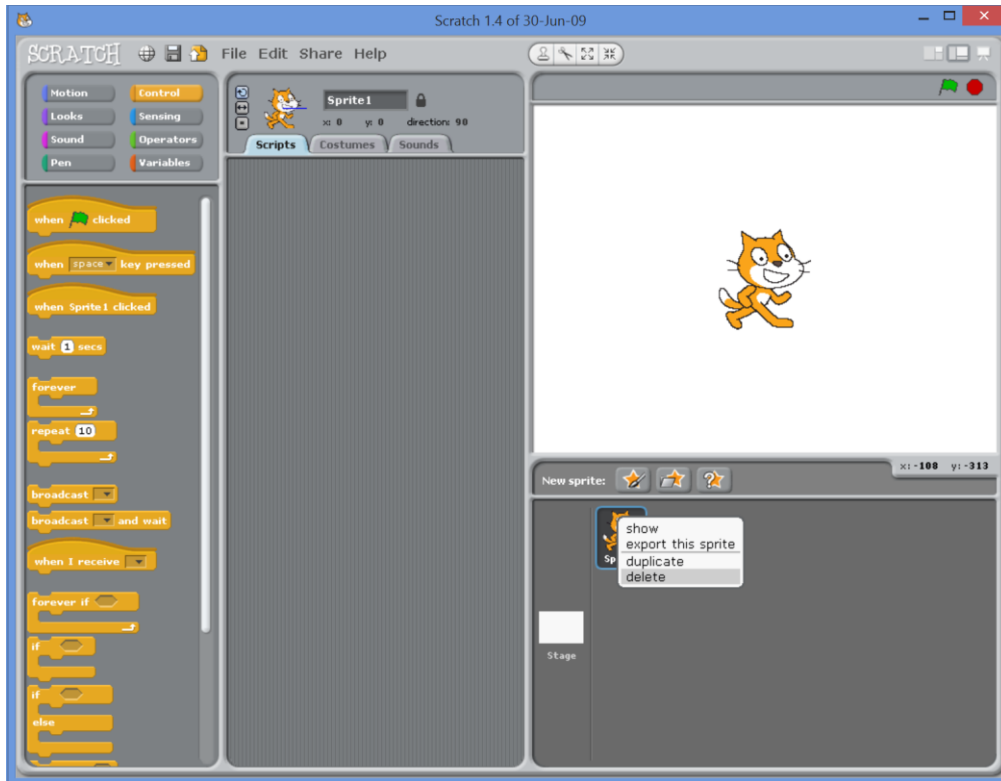 Scratch 1.4 of 30-Jun-09
SCRATCH File Edit Share Help
Motion Control
Looks Sensing
Sound Operators
Pen Variables
Sprite1
x: 0 y: 0 direction: 90
Scripts Costumes Sounds
when clicked
when space key pressed
when Sprite1 clicked
wait 1 secs
forever
repeat 10
broadcast
broadcast and wait
when I receive
forever if
if
if
else
x: -108 y: -313
New sprite:
Sp
show
export this sprite
duplicate
delete
Stage